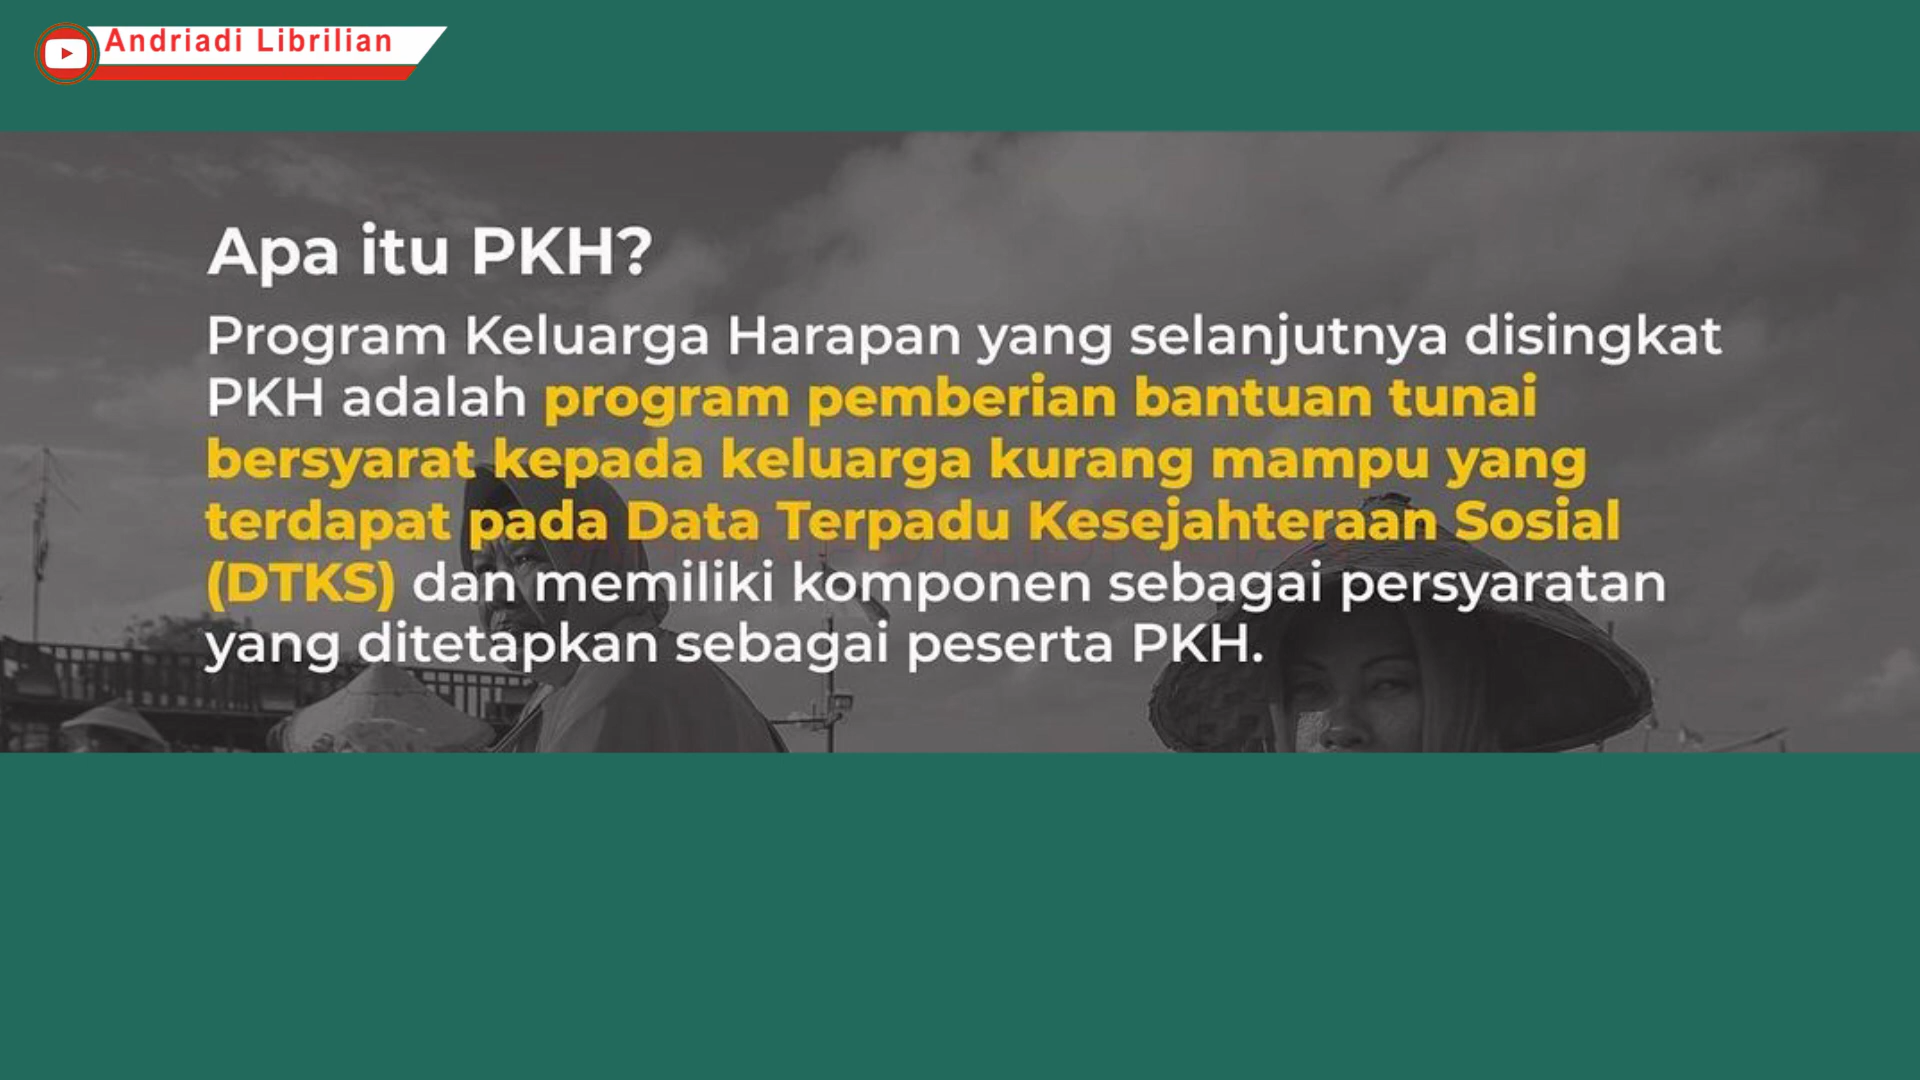 Andriadi Librilian
Apa itu PKH?
Program Keluarga Harapan yang selanjutnya disingkat
PKH adalah program pemberian bantuan tunai
bersyarat kepada keluarga kurang mampu yang
terdapat pada Data Terpadu Kesejahteraan Sosial
(DTKS) dan memiliki komponen sebagai persyaratan
yang ditetapkan sebagai peserta PKH.